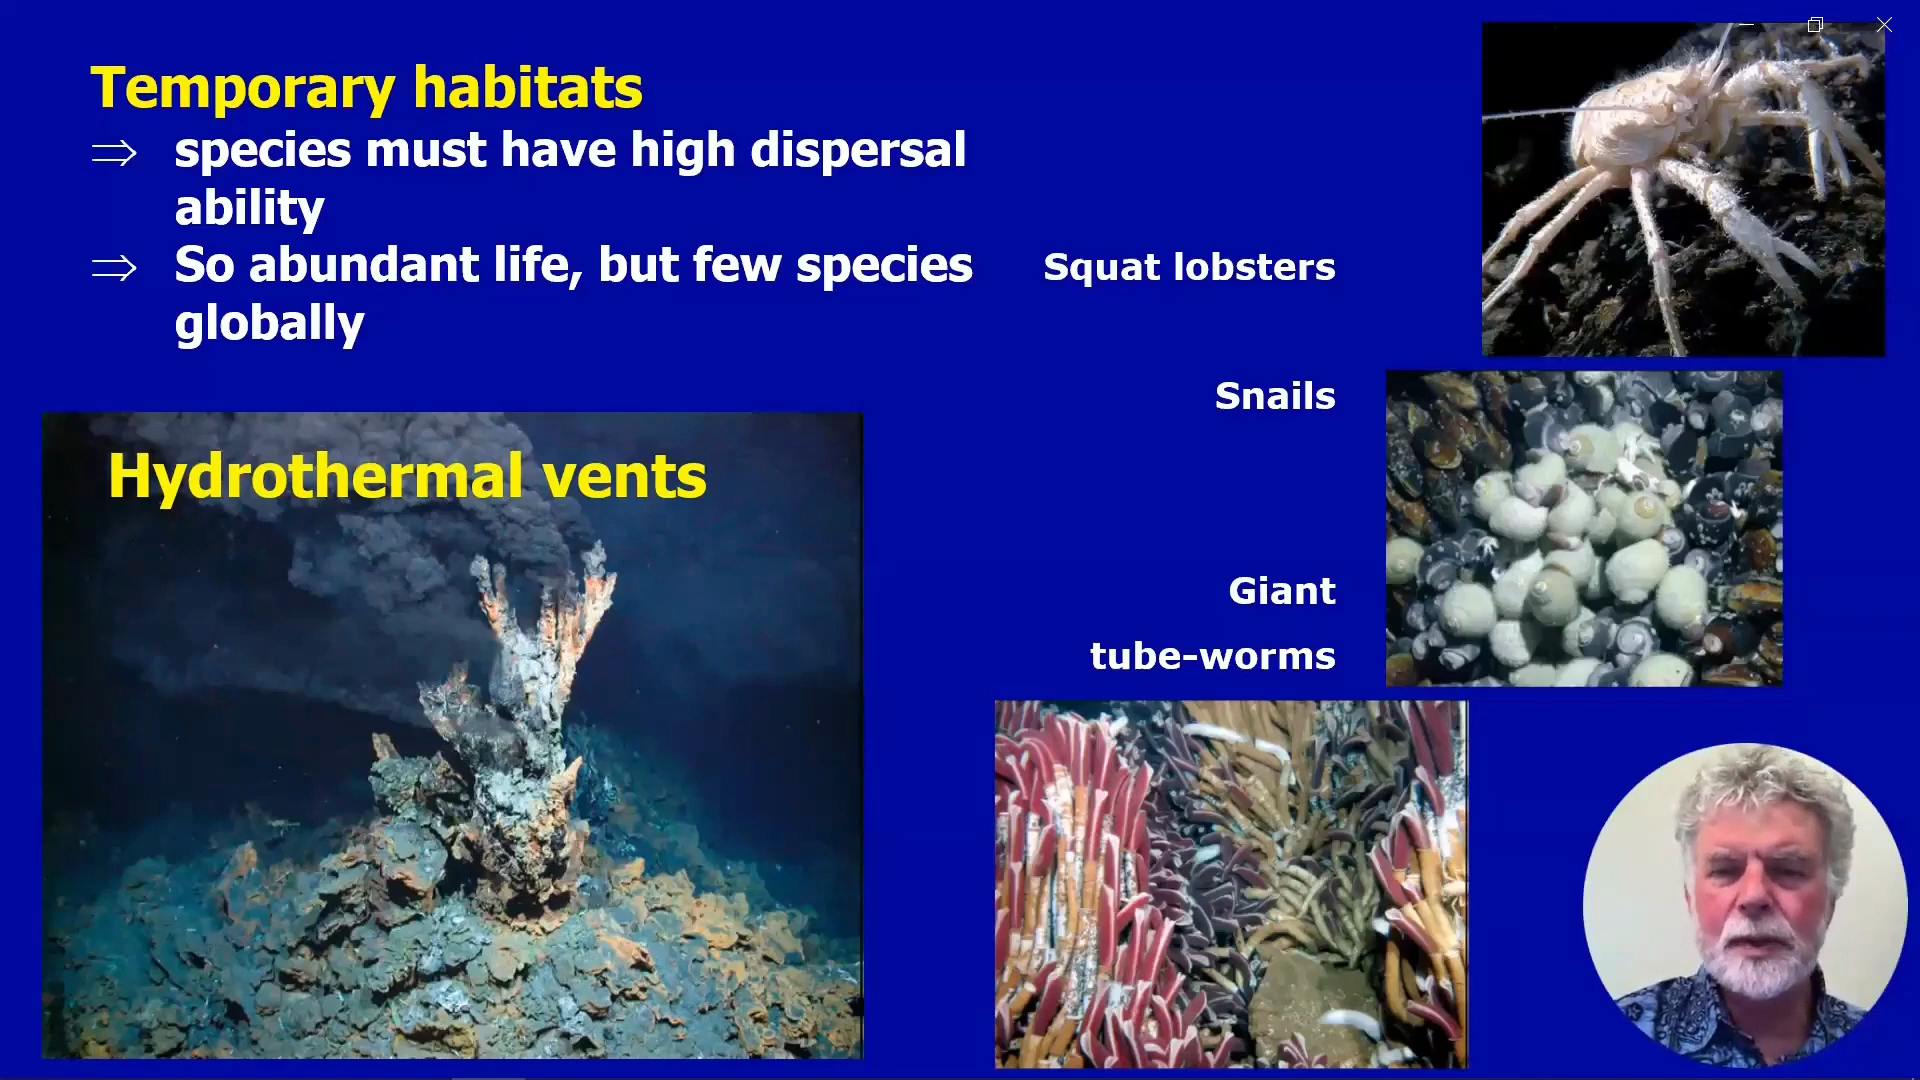 Temporary habitats
⇒ species must have high dispersal
ability
⇒ So abundant life, but few species
globally
Squat lobsters
Snails
Hydrothermal vents
Giant
tube-worms